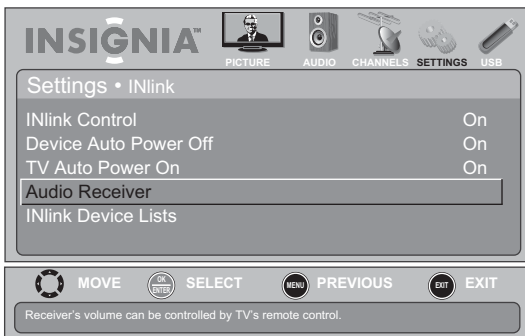 INSIGNIA™
PICTURE AUDIO CHANNELS SETTINGS USB
Settings • INlink
INlink Control On
Device Auto Power Off On
TV Auto Power On On
Audio Receiver
INlink Device Lists
MOVE OK ENTER SELECT MENU PREVIOUS EXIT EXIT
Receiver's volume can be controlled by TV's remote control.